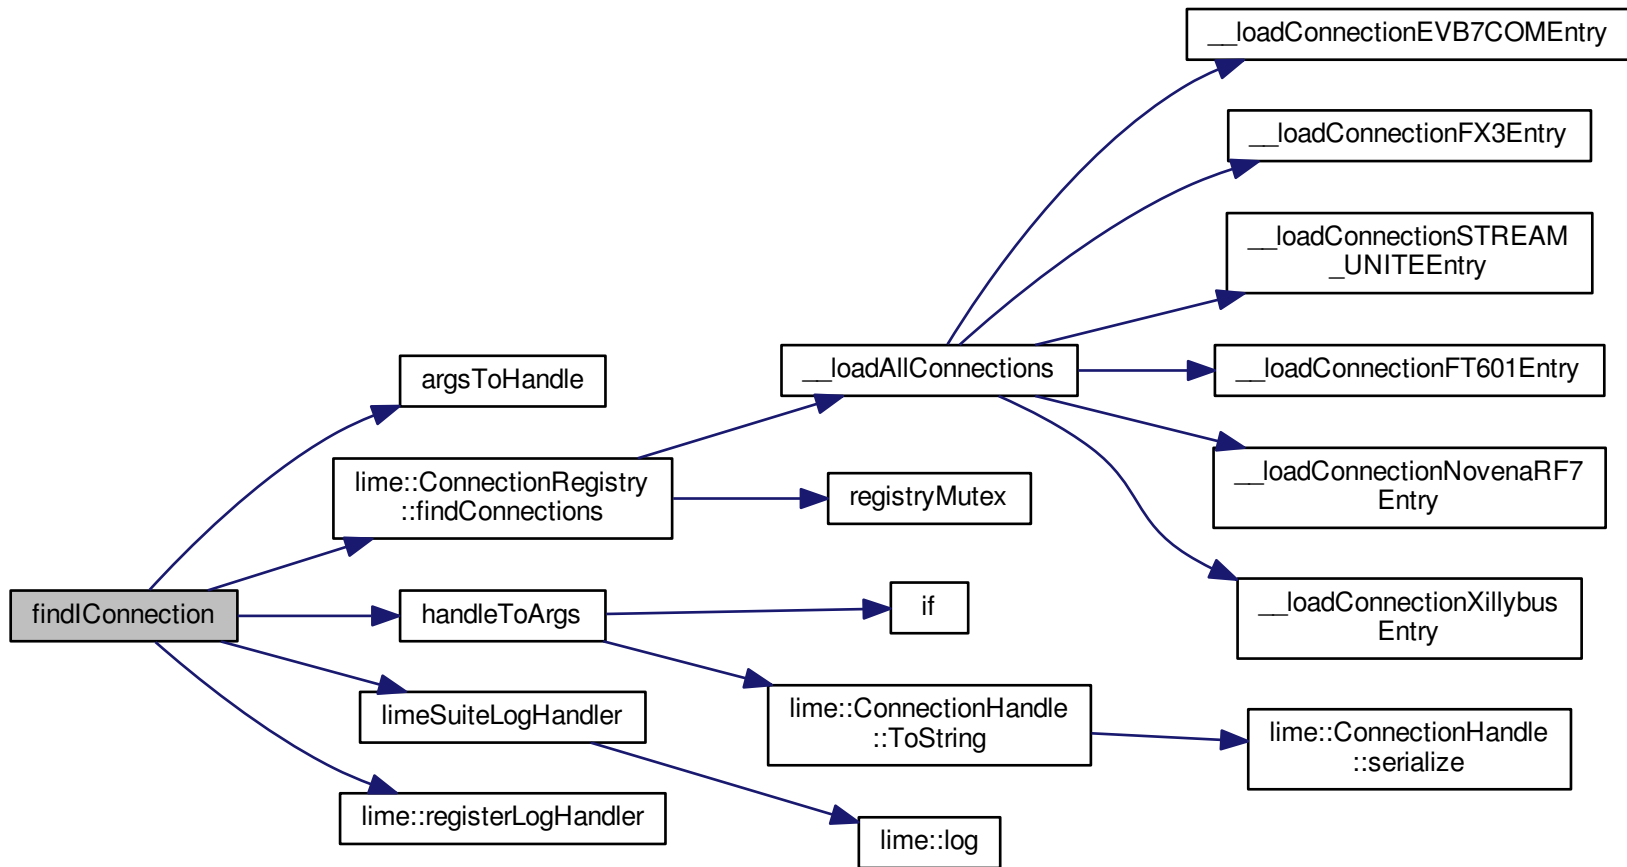 findIConnection
argsToHandle
lime::ConnectionRegistry
::findConnections
handleToArgs
limeSuiteLogHandler
lime::registerLogHandler
__loadAllConnections
registryMutex
if
lime::ConnectionHandle
::ToString
lime::log
__loadConnectionEVB7COMEntry
__loadConnectionFX3Entry
__loadConnectionSTREAM
_UNITEEntry
__loadConnectionFT601Entry
__loadConnectionNovenaRF7
Entry
__loadConnectionXillybus
Entry
lime::ConnectionHandle
::serialize